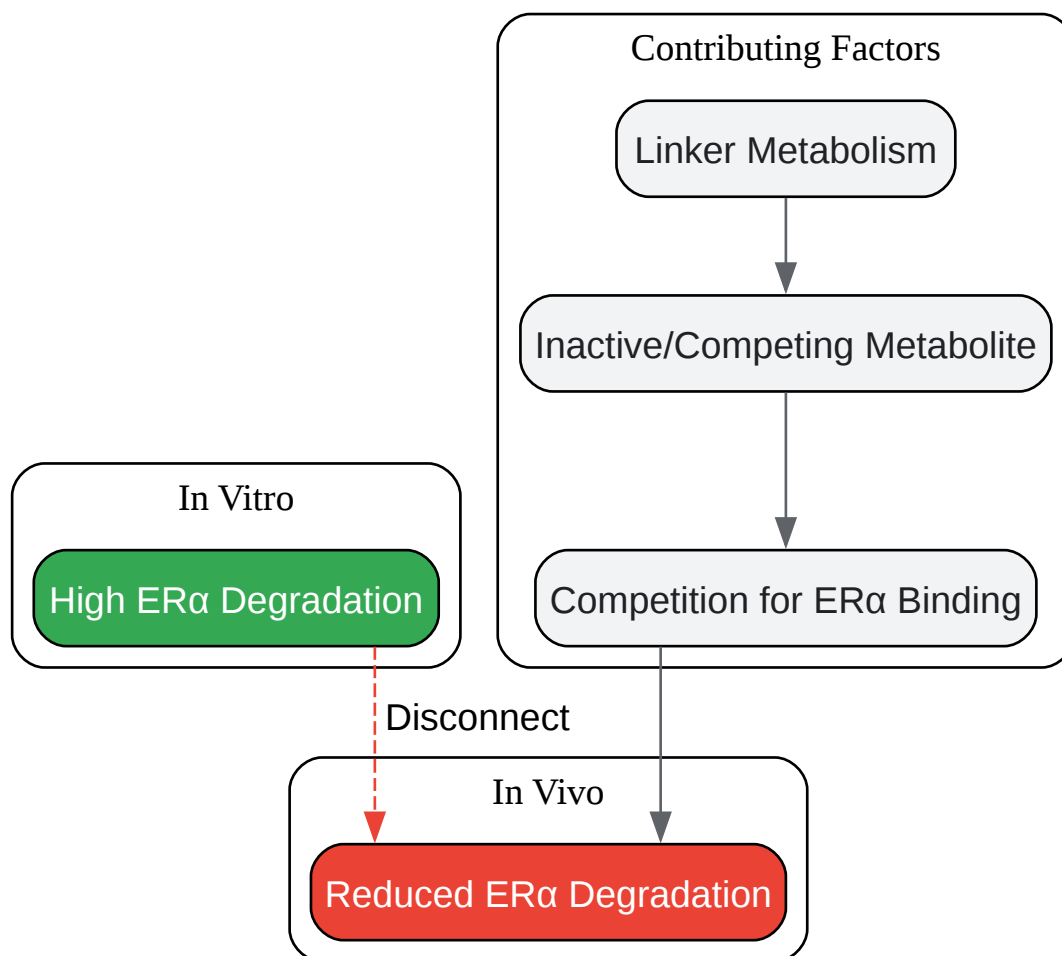 Contributing Factors
Linker Metabolism
Inactive/Competing Metabolite
In Vitro
High ERα Degradation
Competition for ERα Binding
Disconnect
In Vivo
Reduced ERα Degradation